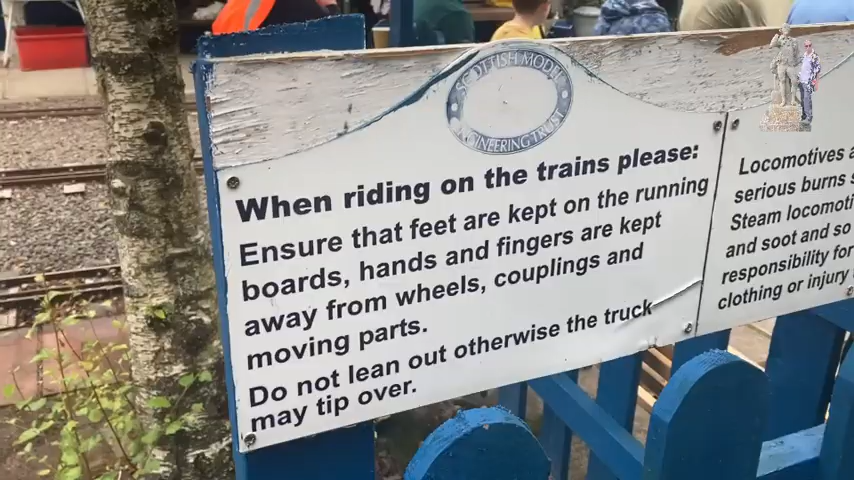 SCOTTISH MODEL
ENGINEERING TRUST
When riding on the trains please:
Ensure that feet are kept on the running
boards, hands and fingers are kept
away from wheels, couplings and
moving parts.
Do not lean out otherwise the truck
may tip over.
Locomotives
serious burns
Steam
and soot and so
responsibility for
clothing or injury